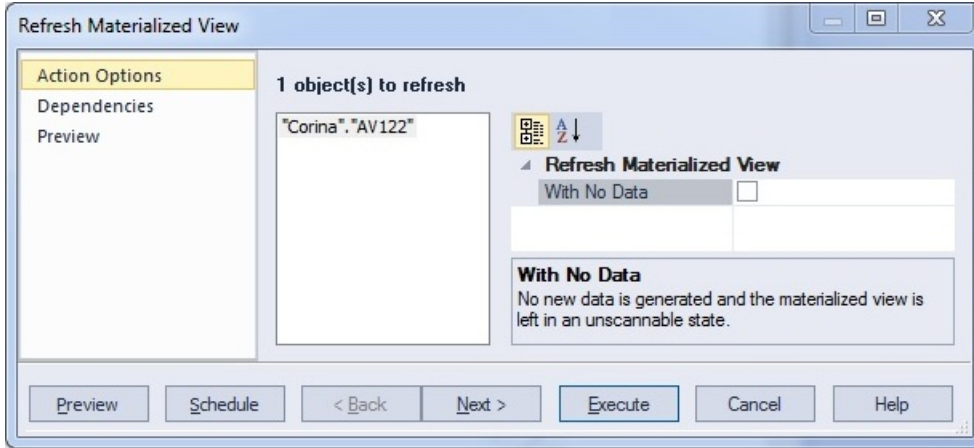 Refresh Materialized View
Action Options
Dependencies
Preview
1 object(s) to refresh
"Corina"."AV122"
Refresh Materialized View
With No Data
With No Data
No new data is generated and the materialized view is
left in an unscannable state.
Preview
Schedule
< Back
Next >
Execute
Cancel
Help